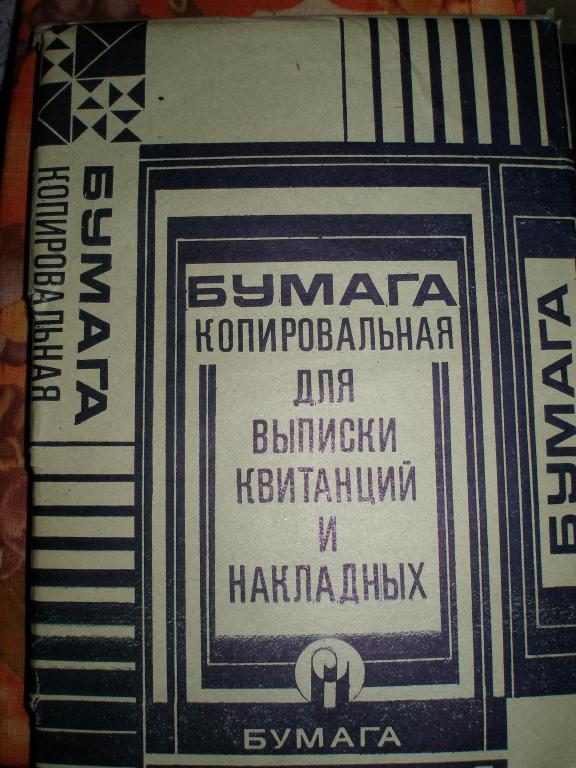 БУМАГА
КОПИРОВАЛЬНАЯ
БУМАГА
КОПИРОВАЛЬНАЯ
ДЛЯ
ВЫПИСКИ
КВИТАНЦИЙ
И
НАКЛАДНЫХ
БУМАГА
БУМАГА